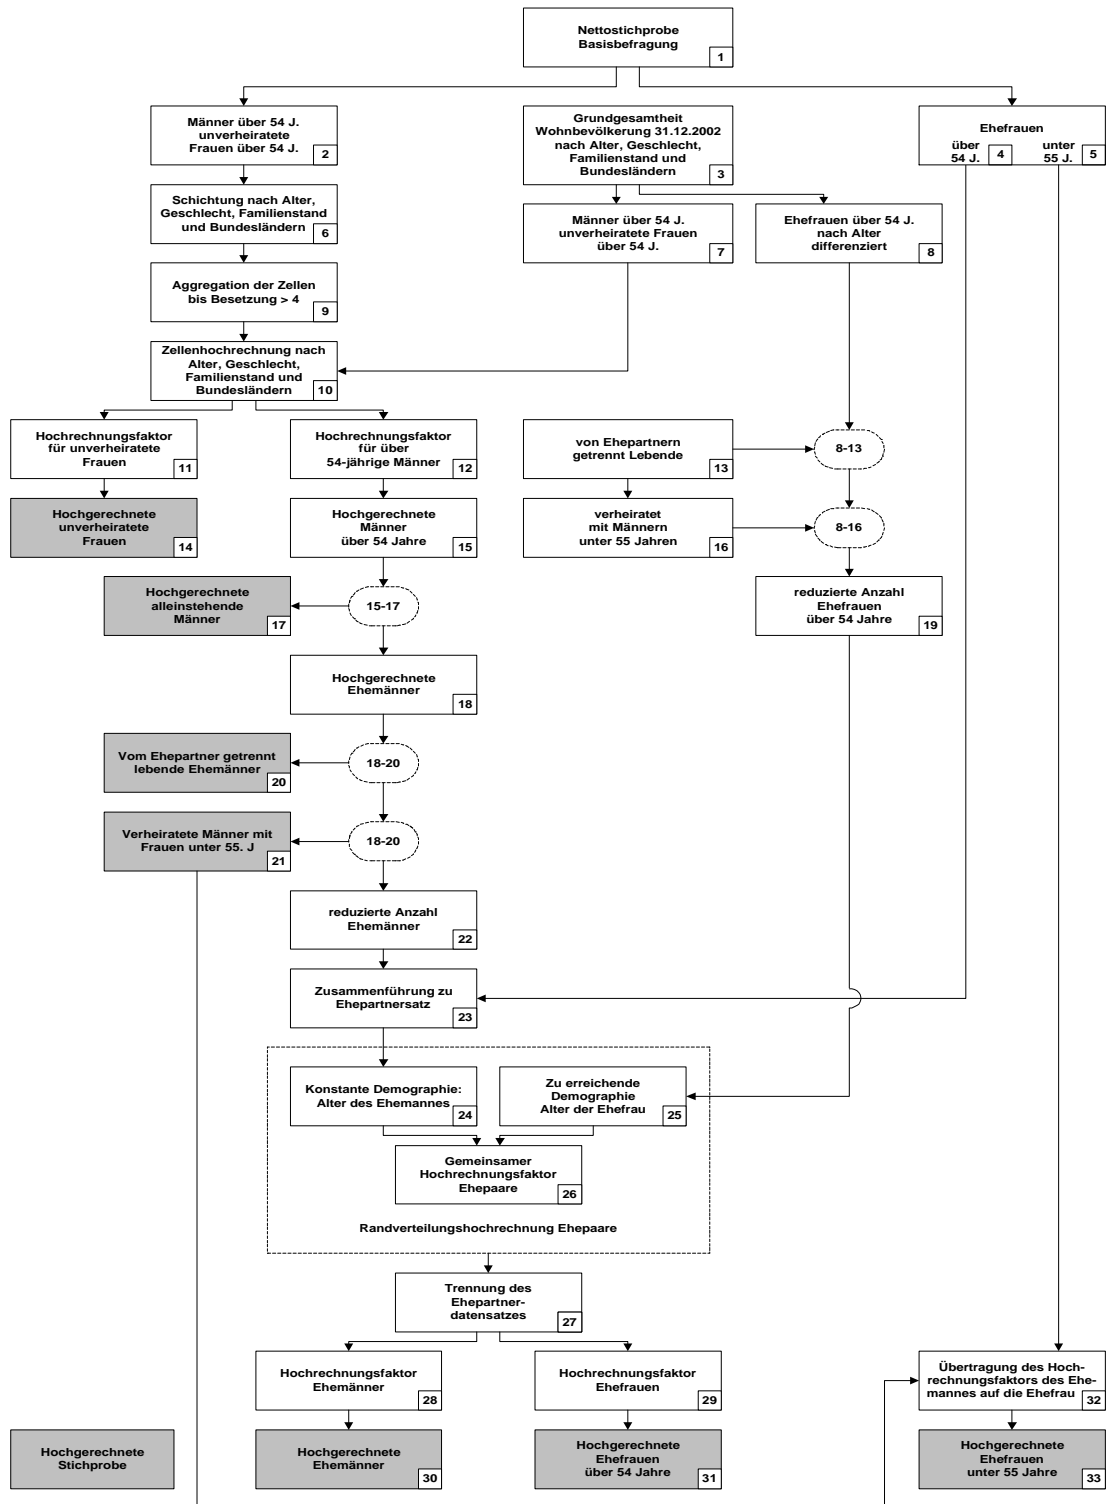 Nettostichprobe
Basisbefragung
1
Männer über 54 J.
unverheiratete
Frauen über 54 J.
2
Grundgesamtheit
Wohnbevölkerung 31.12.2002
nach Alter, Geschlecht,
Familienstand und
Bundesländern
3
Ehefrauen
über
54 J.
4
unter
55 J.
5
Schichtung nach Alter,
Geschlecht, Familienstand
und Bundesländern
6
Männer über 54 J.
unverheiratete Frauen
über 54 J.
7
Ehefrauen über 54 J.
nach Alter
differenziert
8
Aggregation der Zellen
bis Besetzung > 4
9
Zellenhochrechnung nach
Alter, Geschlecht,
Familienstand und
Bundesländern
10
Hochrechnungsfaktor
für unverheiratete
Frauen
11
Hochrechnungsfaktor
für über
54-jährige Männer
12
von Ehepartnern
getrennt Lebende
13
8-13
Hochgerechnete
unverheiratete
Frauen
14
Hochgerechnete
Männer
über 54 Jahre
15
verheiratet
mit Männern
unter 55 Jahren
16
8-16
Hochgerechnete
alleinstehende
Männer
17
15-17
reduzierte Anzahl
Ehefrauen
über 54 Jahre
19
Hochgerechnete
Ehemänner
18
Vom Ehepartner getrennt
lebende Ehemänner
20
18-20
Verheiratete Männer mit
Frauen unter 55. J
21
18-20
reduzierte Anzahl
Ehemänner
22
Zusammenführung zu
Ehepartnersatz
23
Konstante Demographie:
Alter des Ehemannes
24
Zu erreichende
Demographie
Alter der Ehefrau
25
Gemeinsamer
Hochrechnungsfaktor
Ehepaare
26
Randverteilungshochrechnung Ehepaare
Trennung des
Ehepartner-
datensatzes
27
Hochrechnungsfaktor
Ehemänner
28
Hochrechnungsfaktor
Ehefrauen
29
Übertragung des Hoch-
rechnungsfaktors des Ehe-
mannes auf die Ehefrau
32
Hochgerechnete
Stichprobe
Hochgerechnete
Ehemänner
30
Hochgerechnete
Ehefrauen
über 54 Jahre
31
Hochgerechnete
Ehefrauen
unter 55 Jahre
33